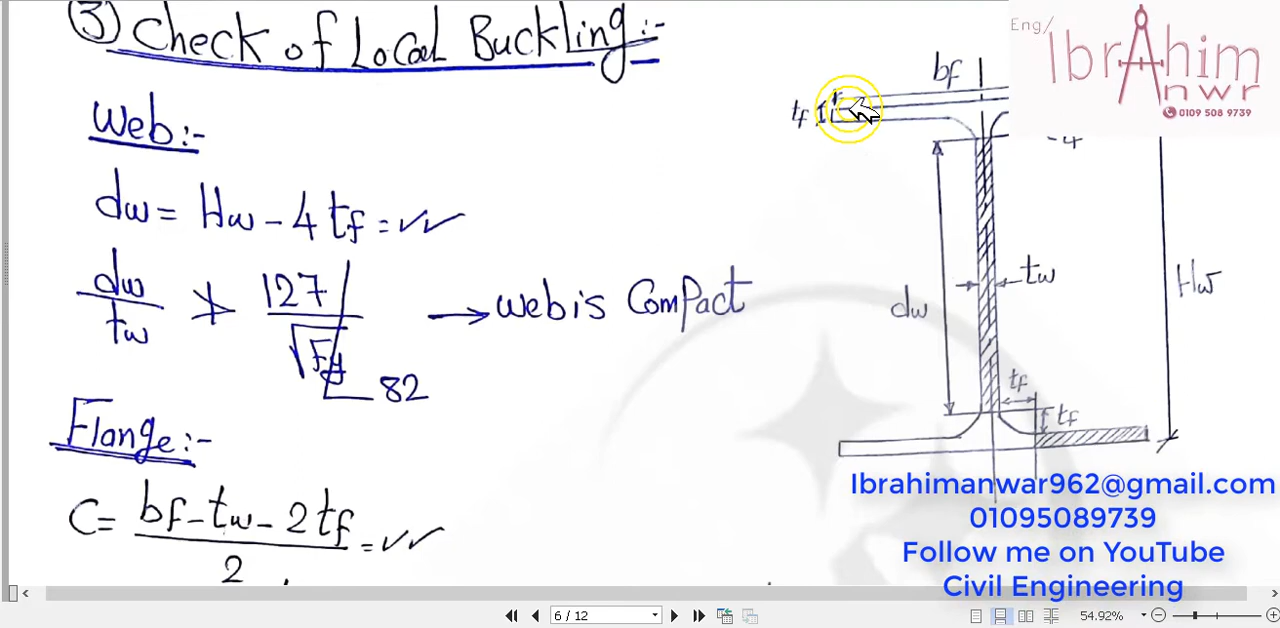 ③ Check of Local Buckling:-
Web:-
dw = Hw - 4 tf = ✓✓
dw / tw ≯ 127 / √Fy → web is Compact
82
Flange:-
C = (bf - tw - 2tf) / 2 = ✓✓
bf
tf
tw
Hw
dw
tf
tf
Eng/
IbrAhim
Anwr
0109 508 9739
Ibrahimanwar962@gmail.com
01095089739
Follow me on YouTube
Civil Engineering
6 / 12
54.92%